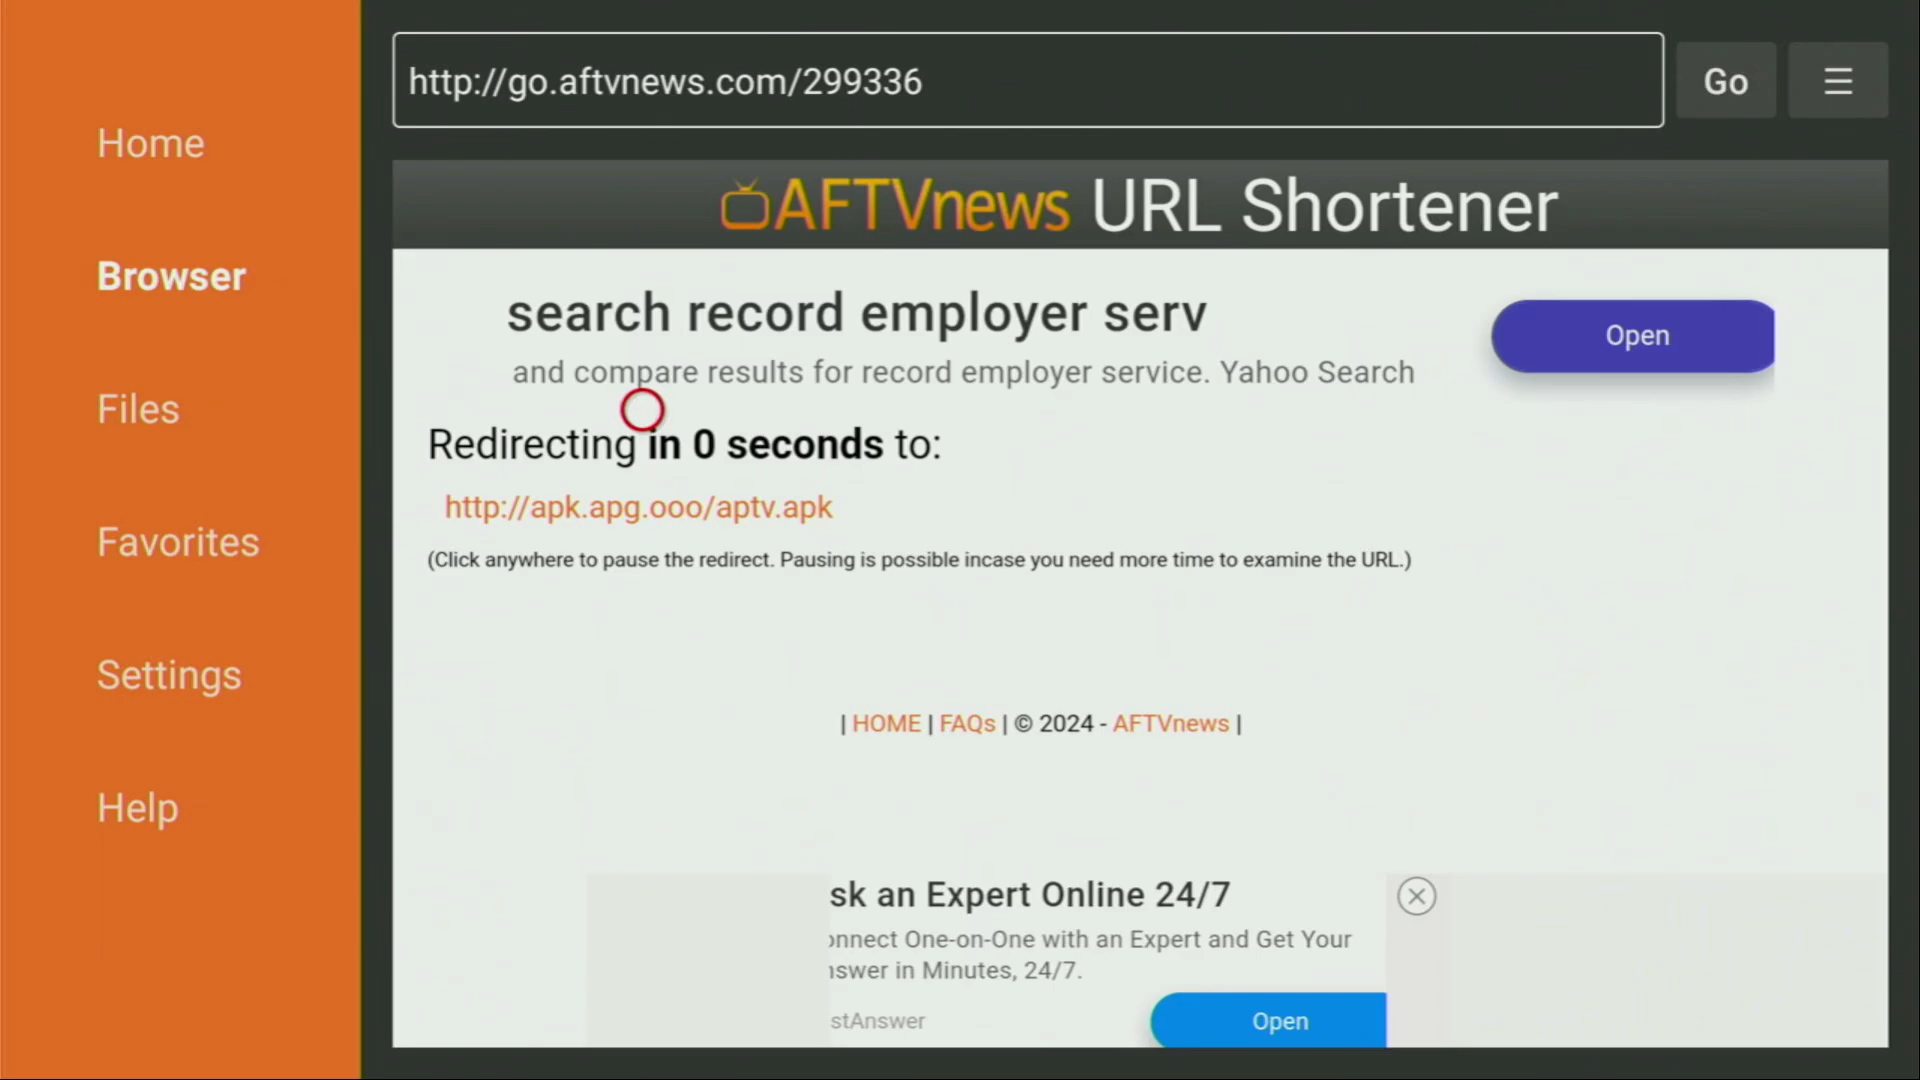 Home
Browser
Files
Favorites
Settings
Help
http://go.aftvnews.com/299336
Go
AFTVnews URL Shortener
search record employer serv
and compare results for record employer service. Yahoo Search
Open
Redirecting in 0 seconds to:
http://apk.apg.ooo/aptv.apk
(Click anywhere to pause the redirect. Pausing is possible incase you need more time to examine the URL.)
| HOME | FAQs | © 2024 - AFTVnews |
sk an Expert Online 24/7
onnect One-on-One with an Expert and Get Your
nswer in Minutes, 24/7.
stAnswer
Open